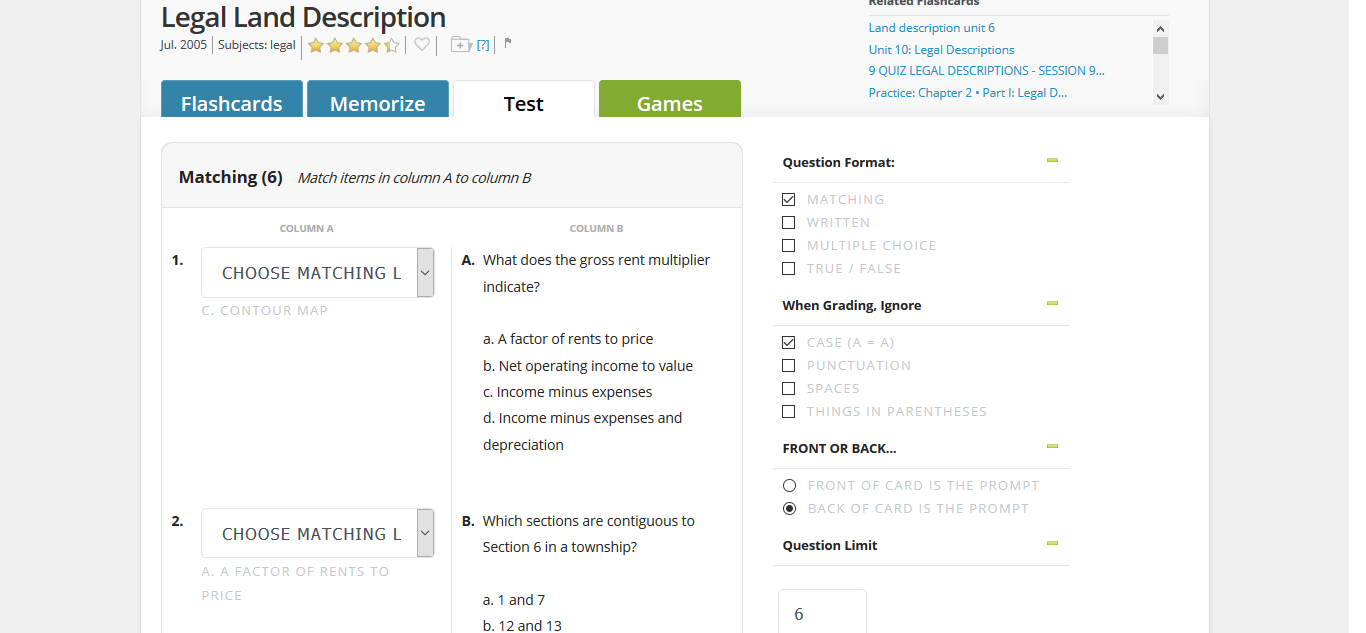 Legal Land Description
Related Flashcards
Jul. 2005 Subjects: legal [?]
Land description unit 6
Unit 10: Legal Descriptions
9 QUIZ LEGAL DESCRIPTIONS - SESSION 9...
Practice: Chapter 2 • Part I: Legal D...
Flashcards Memorize Test Games
Matching (6) Match items in column A to column B
COLUMN A COLUMN B
1. CHOOSE MATCHING L
C. CONTOUR MAP
A. What does the gross rent multiplier
indicate?
a. A factor of rents to price
b. Net operating income to value
c. Income minus expenses
d. Income minus expenses and
depreciation
2. CHOOSE MATCHING L
A. A FACTOR OF RENTS TO
PRICE
B. Which sections are contiguous to
Section 6 in a township?
a. 1 and 7
b. 12 and 13
Question Format:
MATCHING
WRITTEN
MULTIPLE CHOICE
TRUE / FALSE
When Grading, Ignore
CASE (A = A)
PUNCTUATION
SPACES
THINGS IN PARENTHESES
FRONT OR BACK...
FRONT OF CARD IS THE PROMPT
BACK OF CARD IS THE PROMPT
Question Limit
6